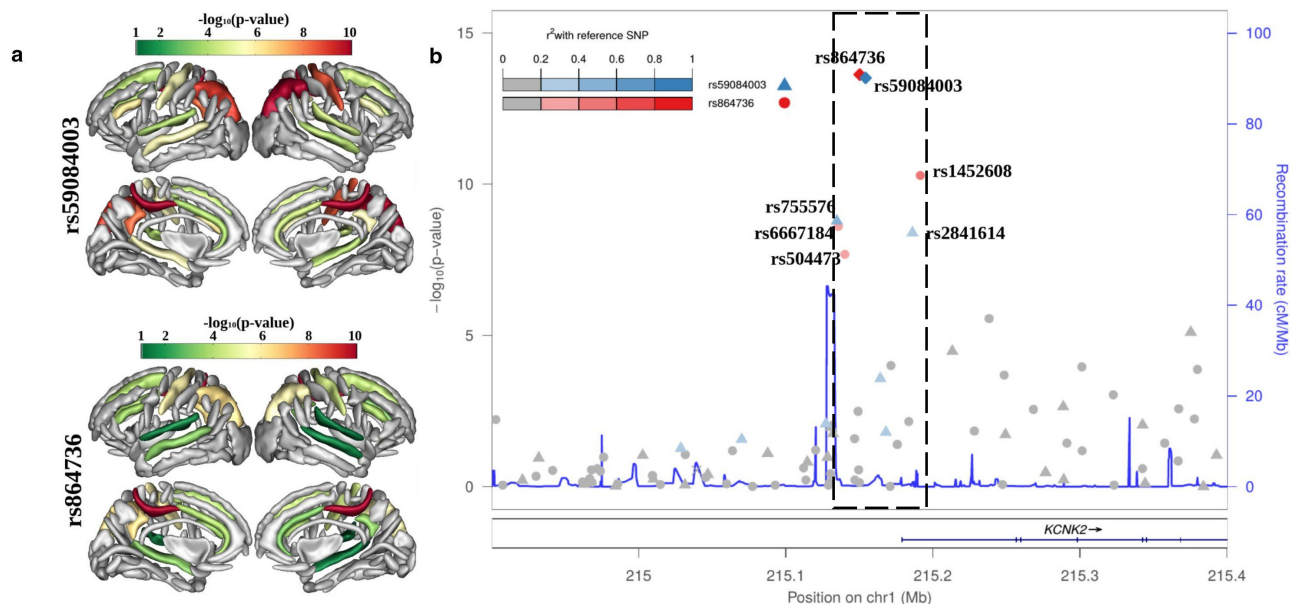 a
-log₁₀(p-value)
1 2 4 6 8 10
rs59084003
-log₁₀(p-value)
1 2 4 6 8 10
rs864736
b
r² with reference SNP
0 0.2 0.4 0.6 0.8 1
rs59084003
rs864736
rs864736
rs59084003
rs1452608
rs755576
rs6667184
rs2841614
rs504473
15
10
5
0
−log₁₀(p−value)
100
80
60
40
20
0
Recombination rate (cM/Mb)
KCNK2→
215 215.1 215.2 215.3 215.4
Position on chr1 (Mb)